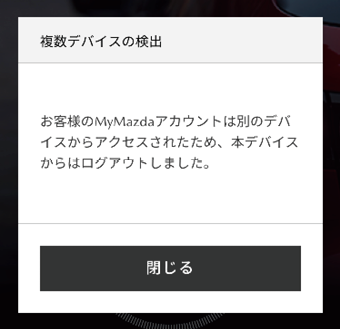 複数デバイスの検出
お客様のMyMazdaアカウントは別のデバ
イスからアクセスされたため、本デバイス
からはログアウトしました。
閉じる